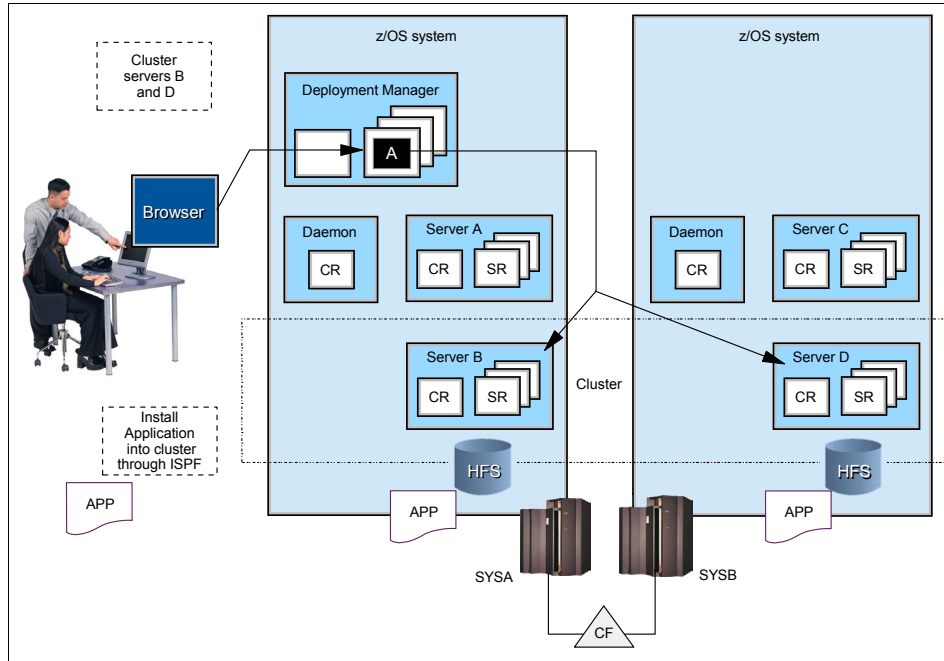 z/OS system
z/OS system
Cluster
servers B
and D
Deployment Manager
A
Browser
Daemon
CR
Server A
CR
SR
Daemon
CR
Server C
CR
SR
Server B
CR
SR
Cluster
Server D
CR
SR
Install
Application
into cluster
through ISPF
HFS
HFS
APP
APP
APP
SYSA
SYSB
CF